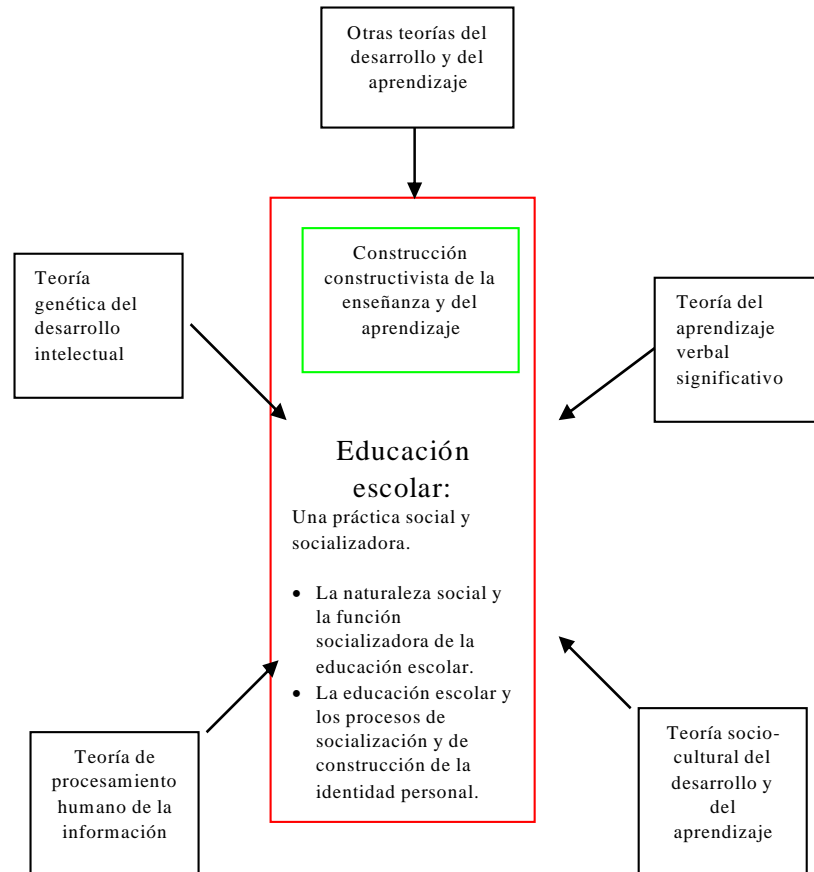 Otras teorías del
desarrollo y del
aprendizaje
Construcción
constructivista de la
enseñanza y del
aprendizaje
Teoría
genética del
desarrollo
intelectual
Teoría del
aprendizaje
verbal
significativo
Educación
escolar:
Una práctica social y
socializadora.
• La naturaleza social y
la función
socializadora de la
educación escolar.
• La educación escolar y
los procesos de
socialización y de
construcción de la
identidad personal.
Teoría de
procesamiento
humano de la
información
Teoría socio-
cultural del
desarrollo y
del
aprendizaje